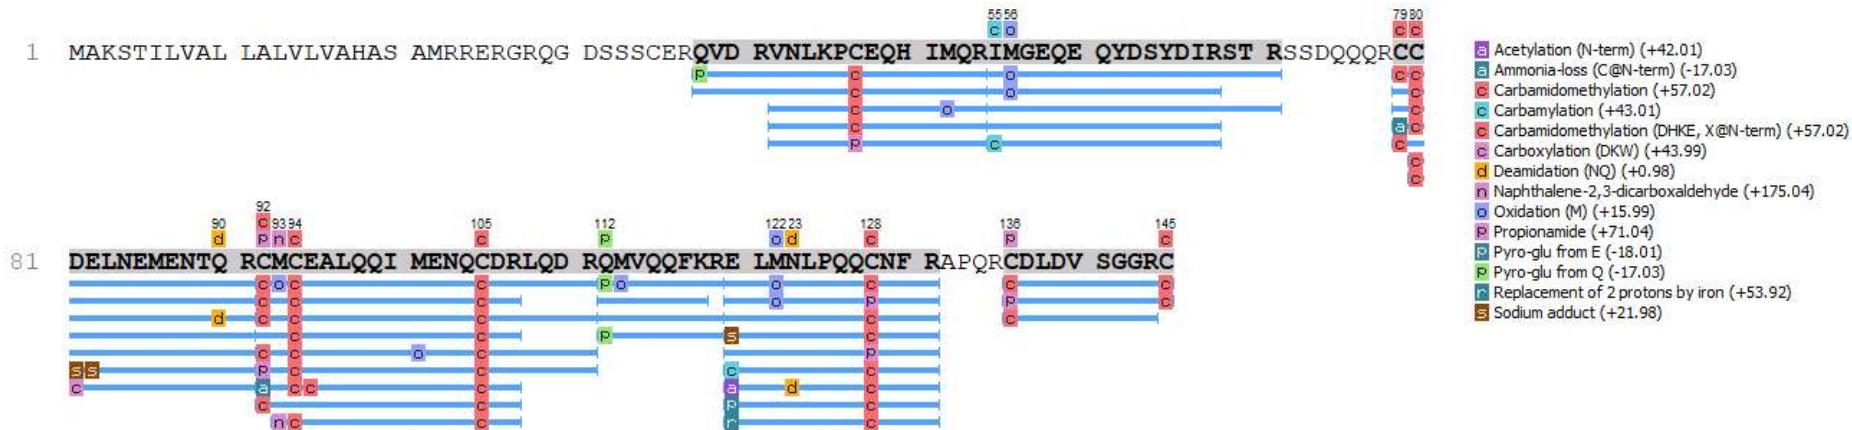 55 56 79 80
c o c c
1 MAKSTILVAL LALVLVAHAS AMRRERGRQG DSSSCERQVD RVNLKPCEQH IMQRIMGEQE QYDSYDIRST RSSDQQQRCC
p c o c c
c o c
c o c
c a c
p c c
c
c
90 92 93 94 105 112 122 23 128 136 145
c
d p n c c p o d c p c
81 DELNEMENTQ RCMCEALQQI MENQCDRLQD RQMVQQFKRE LMNLPQQCNF RAPQRCDLDV SGGRC
c o c c p o o c c c
c c c o p p c
d c c c c c
c c p s c
c c o c p
s s p c c c c
c a c c c a d c
c c c p c
n c c r c
a Acetylation (N-term) (+42.01)
a Ammonia-loss (C@N-term) (-17.03)
c Carbamidomethylation (+57.02)
c Carbamylation (+43.01)
c Carbamidomethylation (DHKE, X@N-term) (+57.02)
c Carboxylation (DKW) (+43.99)
d Deamidation (NQ) (+0.98)
n Naphthalene-2,3-dicarboxaldehyde (+175.04)
o Oxidation (M) (+15.99)
p Propionamide (+71.04)
p Pyro-glu from E (-18.01)
p Pyro-glu from Q (-17.03)
r Replacement of 2 protons by iron (+53.92)
s Sodium adduct (+21.98)